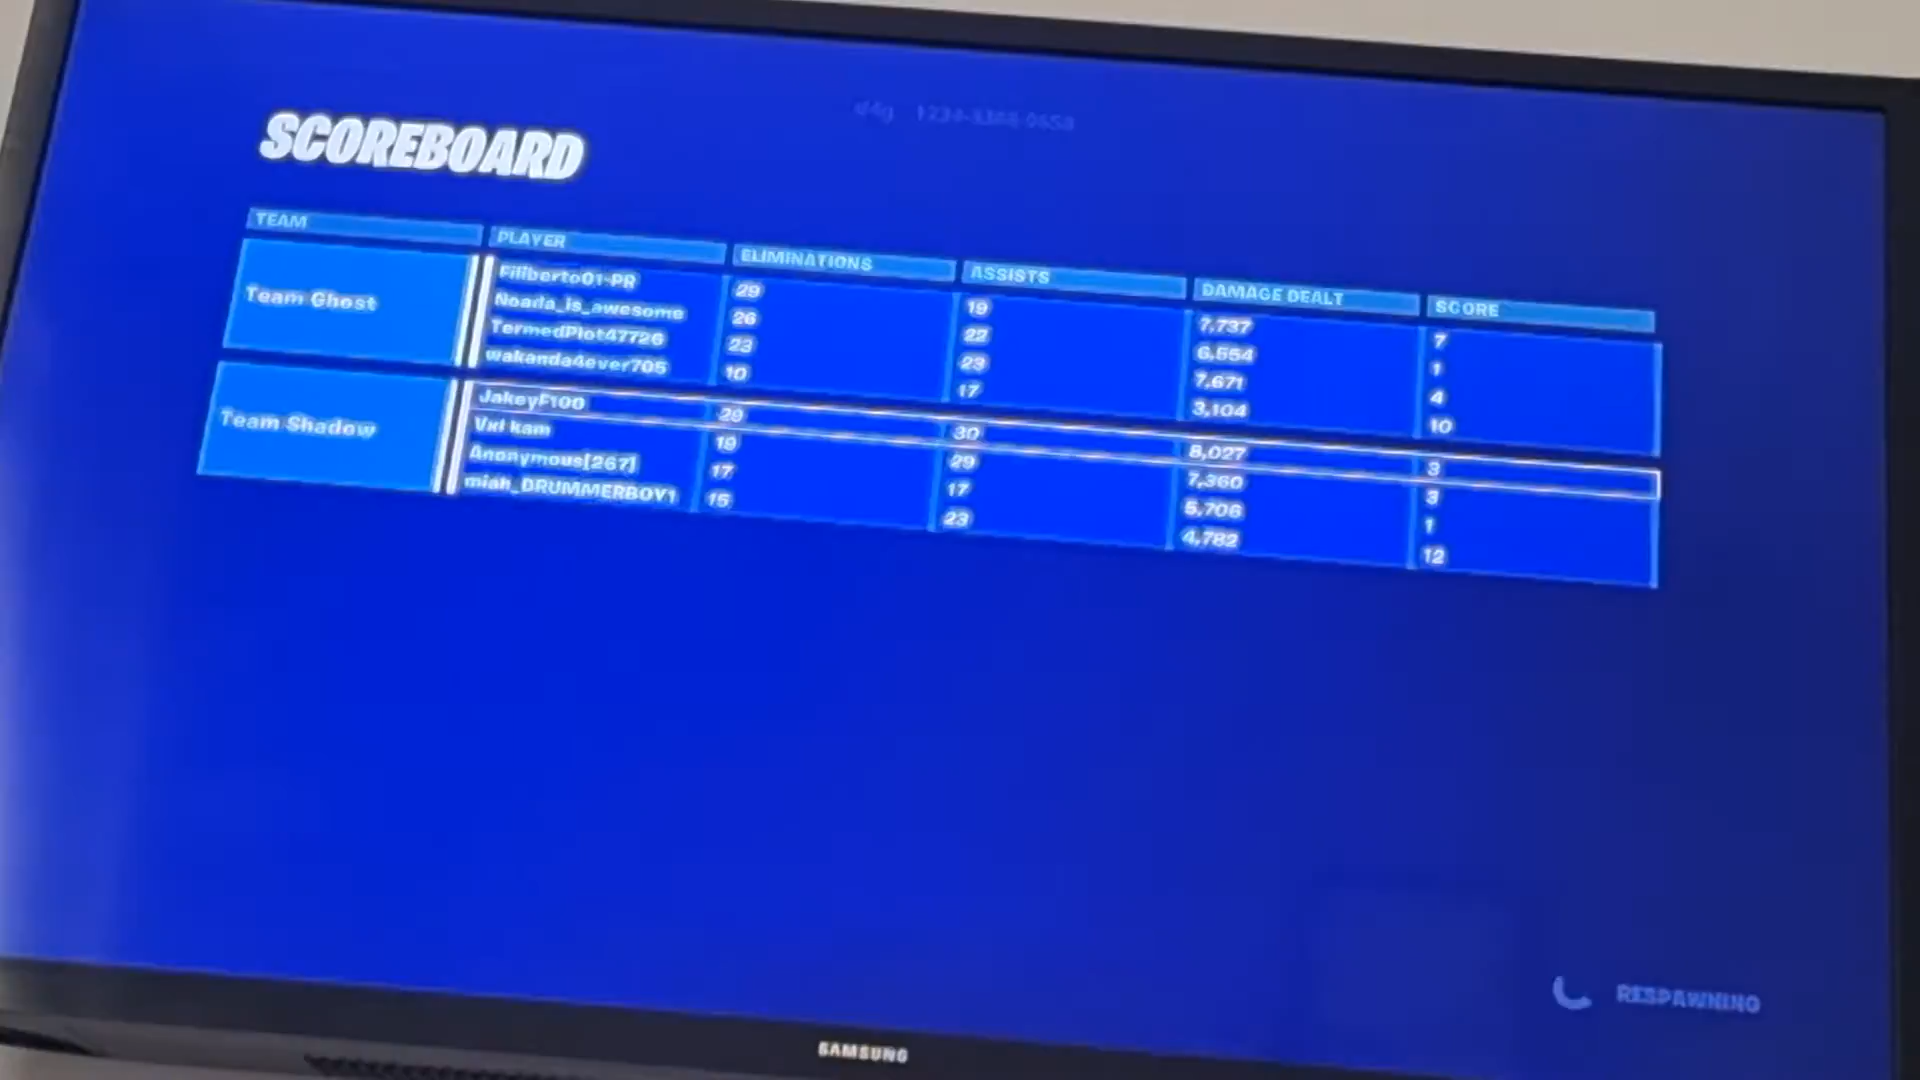 SCOREBOARD
TEAM PLAYER ELIMINATIONS ASSISTS DAMAGE DEALT SCORE
Team Ghost
Filiberto01-PR 29 19 7,737 7
Noada_is_awesome 26 22 6,554 1
TermedPlot47726 23 23 7,671 4
wakanda4ever705 10 17 3,104 10
Team Shadow
JakeyF100 29 30 8,027 3
Vxl kam 19 29 7,360 3
Anonymous[267] 17 17 5,706 1
miah_DRUMMERBOY1 15 23 4,782 12
RESPAWNING
SAMSUNG